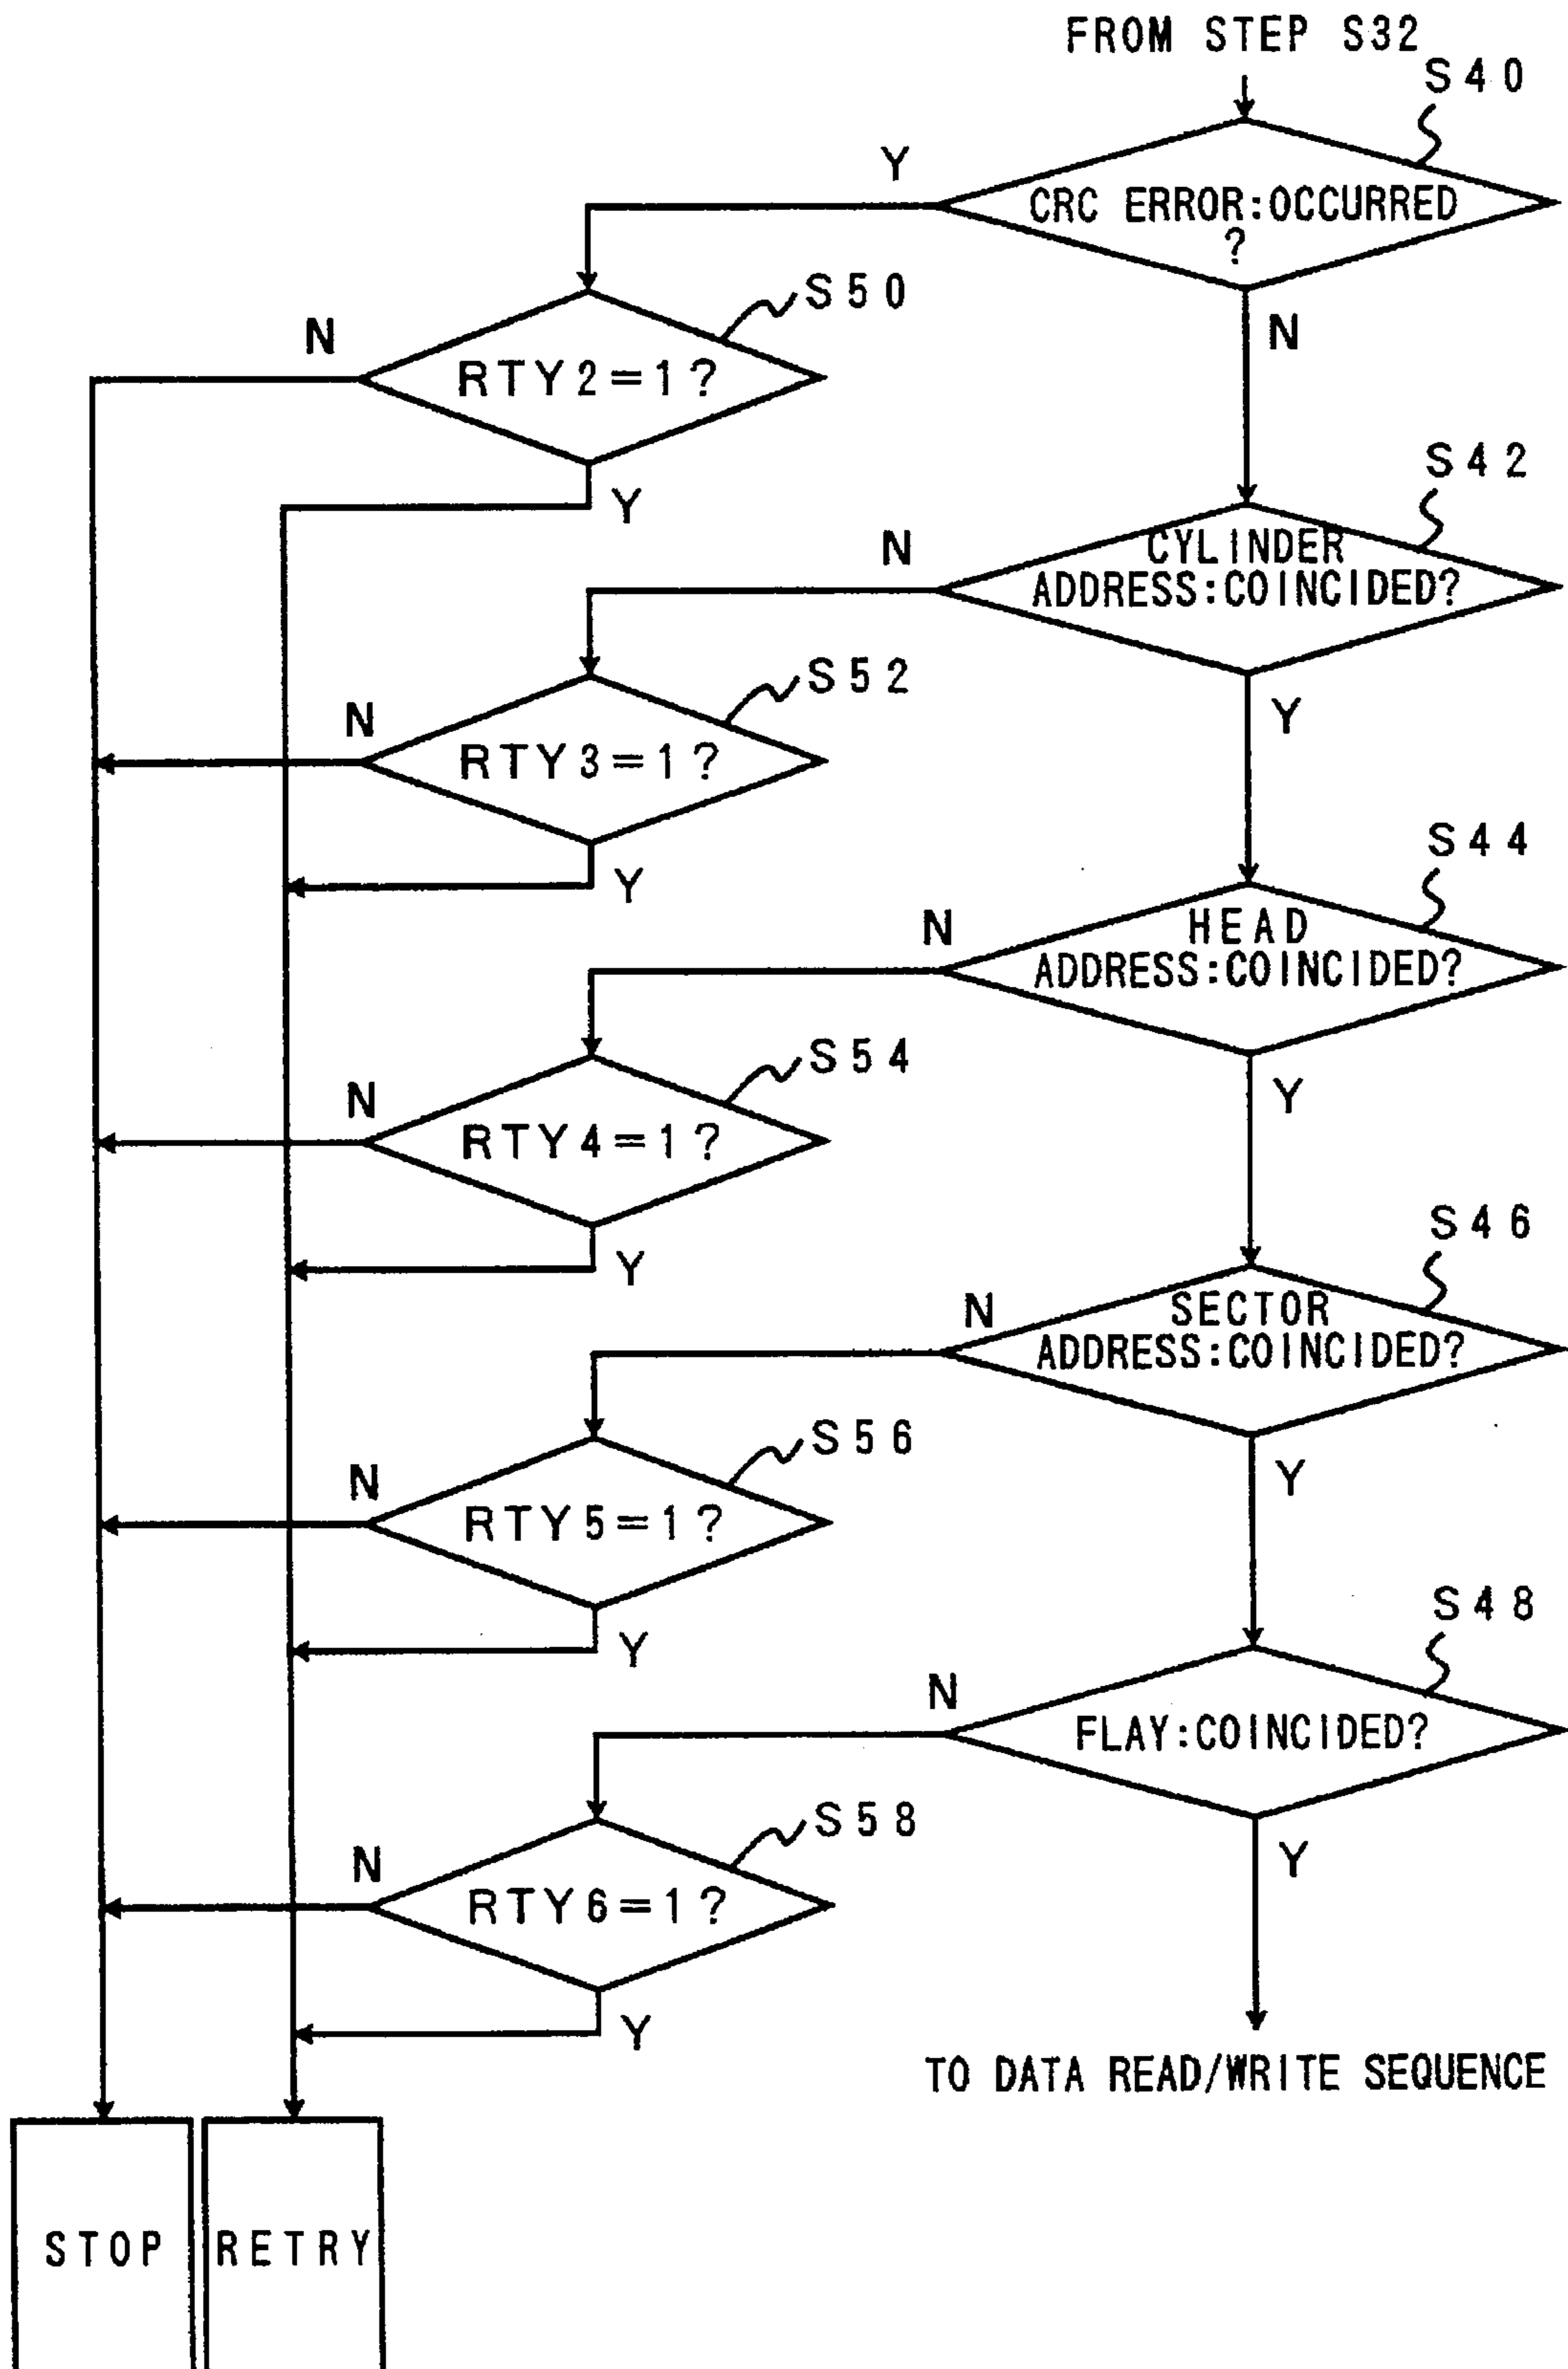 FROM STEP S32
S40
Y
CRC ERROR:OCCURRED
?
S50
N
N
RTY2=1?
Y
S42
N
CYLINDER
ADDRESS:COINCIDED?
S52
N
Y
RTY3=1?
S44
Y
N
HEAD
ADDRESS:COINCIDED?
S54
N
Y
RTY4=1?
S46
Y
N
SECTOR
ADDRESS:COINCIDED?
S56
N
Y
RTY5=1?
S48
Y
N
FLAY:COINCIDED?
S58
N
Y
RTY6=1?
Y
TO DATA READ/WRITE SEQUENCE
STOP
RETRY